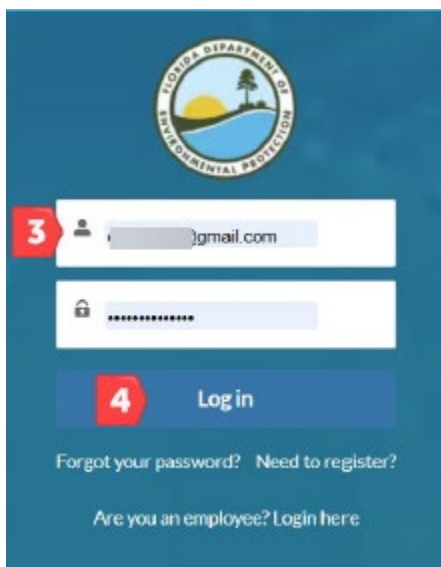 FLORIDA DEPARTMENT OF
ENVIRONMENTAL PROTECTION
3
@gmail.com
4
Log in
Forgot your password? Need to register?
Are you an employee? Login here